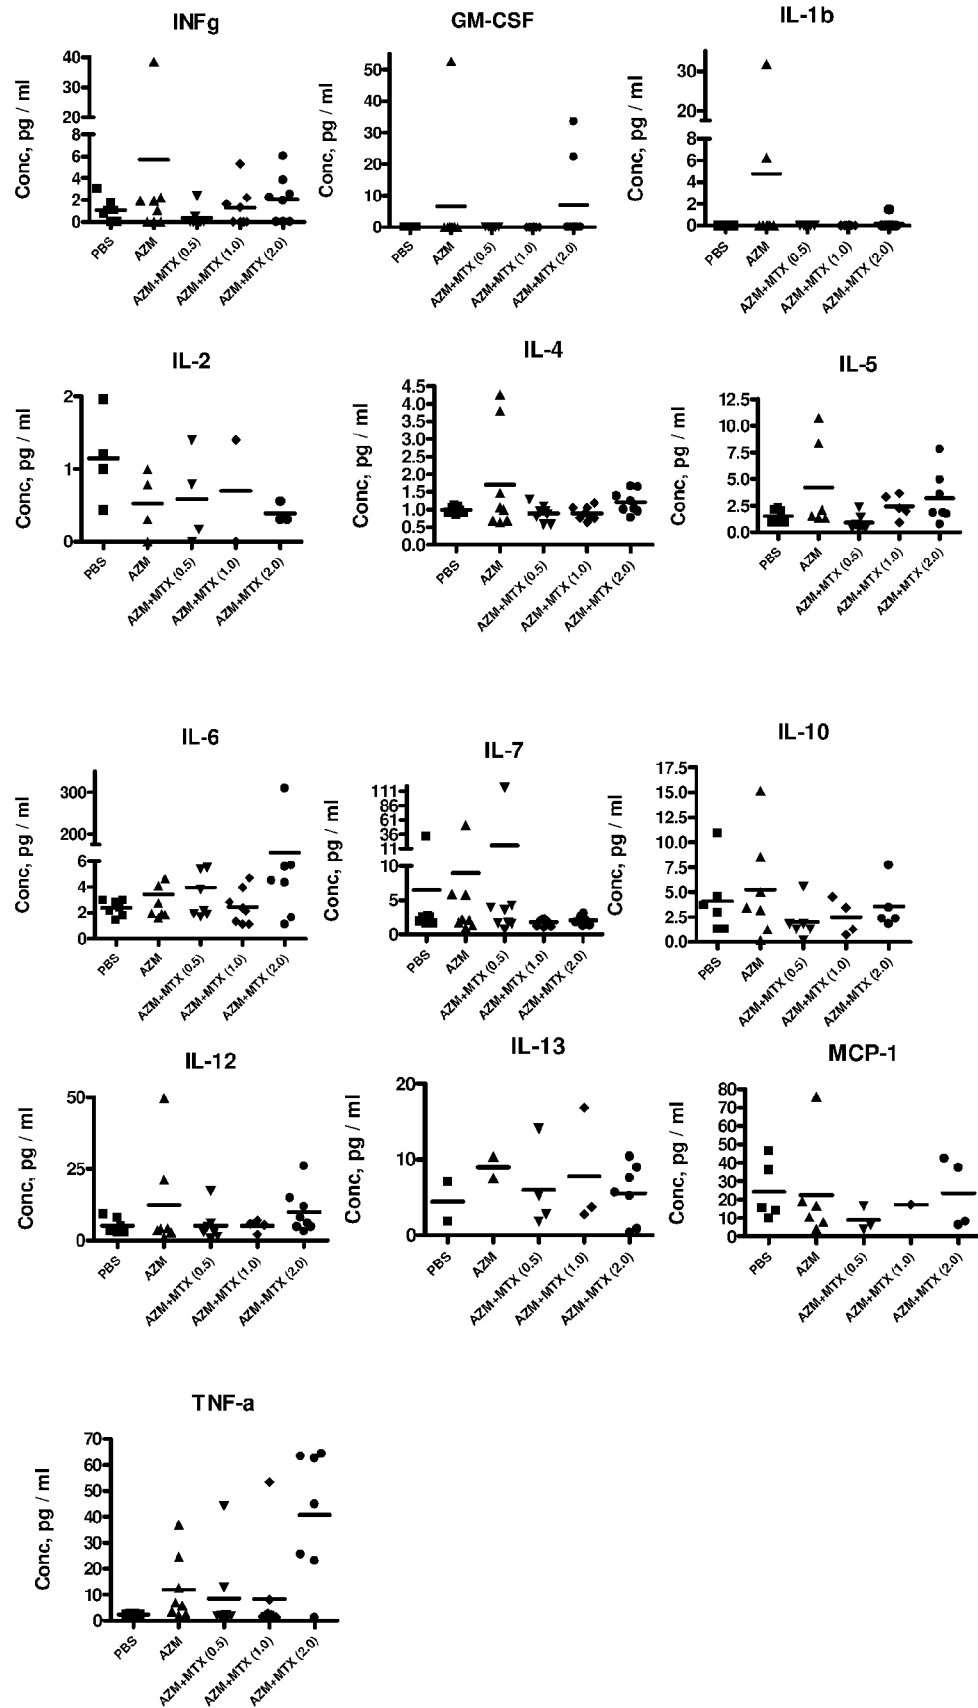 INFg
GM-CSF
IL-1b
Conc, pg / ml
40
30
20
8
6
4
2
0
PBS
AZM
AZM+MTX (0.5)
AZM+MTX (1.0)
AZM+MTX (2.0)
Conc, pg / ml
50
40
30
20
10
0
PBS
AZM
AZM+MTX (0.5)
AZM+MTX (1.0)
AZM+MTX (2.0)
Conc, pg / ml
30
20
8
6
4
2
0
PBS
AZM
AZM+MTX (0.5)
AZM+MTX (1.0)
AZM+MTX (2.0)
IL-2
IL-4
IL-5
Conc, pg / ml
2
1
0
PBS
AZM
AZM+MTX (0.5)
AZM+MTX (1.0)
AZM+MTX (2.0)
Conc, pg / ml
4.5
4.0
3.5
3.0
2.5
2.0
1.5
1.0
0.5
0.0
PBS
AZM
AZM+MTX (0.5)
AZM+MTX (1.0)
AZM+MTX (2.0)
Conc, pg / ml
12.5
10.0
7.5
5.0
2.5
0.0
PBS
AZM
AZM+MTX (0.5)
AZM+MTX (1.0)
AZM+MTX (2.0)
IL-6
IL-7
IL-10
Conc, pg / ml
300
200
6
4
2
0
PBS
AZM
AZM+MTX (0.5)
AZM+MTX (1.0)
AZM+MTX (2.0)
Conc, pg / ml
111
86
61
36
11
10
5
0
PBS
AZM
AZM+MTX (0.5)
AZM+MTX (1.0)
AZM+MTX (2.0)
Conc, pg / ml
17.5
15.0
12.5
10.0
7.5
5.0
2.5
0.0
PBS
AZM
AZM+MTX (0.5)
AZM+MTX (1.0)
AZM+MTX (2.0)
IL-12
IL-13
MCP-1
Conc, pg / ml
50
25
0
PBS
AZM
AZM+MTX (0.5)
AZM+MTX (1.0)
AZM+MTX (2.0)
Conc, pg / ml
20
10
0
PBS
AZM
AZM+MTX (0.5)
AZM+MTX (1.0)
AZM+MTX (2.0)
Conc, pg / ml
80
70
60
50
40
30
20
10
0
PBS
AZM
AZM+MTX (0.5)
AZM+MTX (1.0)
AZM+MTX (2.0)
TNF-a
Conc, pg / ml
70
60
50
40
30
20
10
0
PBS
AZM
AZM+MTX (0.5)
AZM+MTX (1.0)
AZM+MTX (2.0)